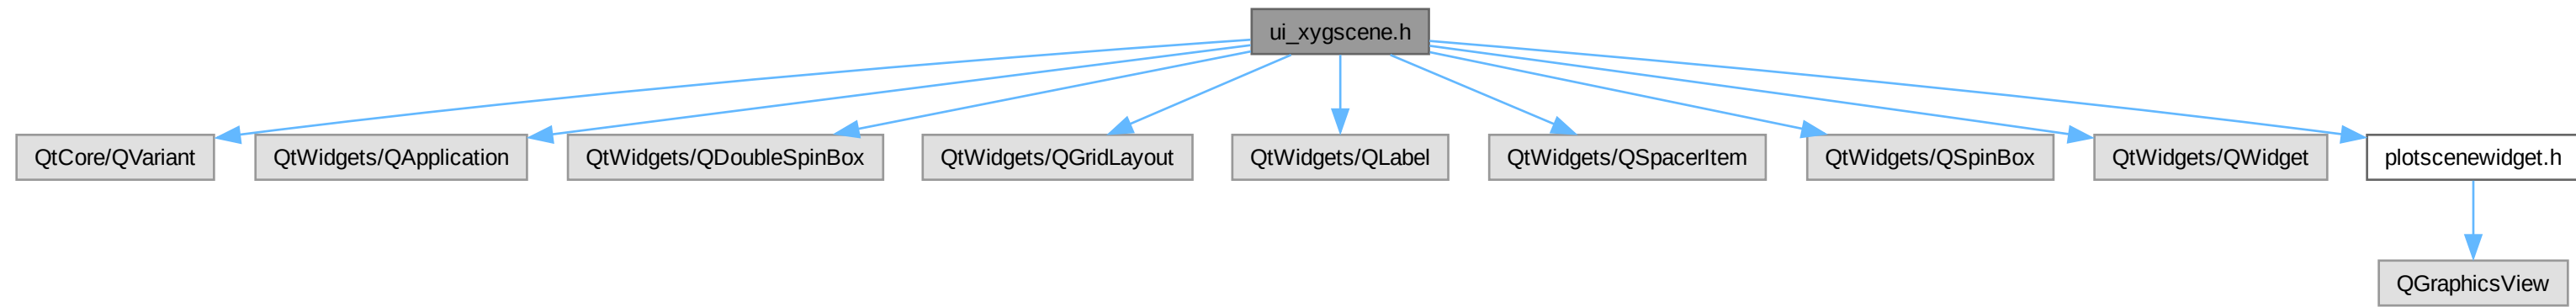 ui_xygscene.h
QtCore/QVariant
QtWidgets/QApplication
QtWidgets/QDoubleSpinBox
QtWidgets/QGridLayout
QtWidgets/QLabel
QtWidgets/QSpacerItem
QtWidgets/QSpinBox
QtWidgets/QWidget
plotscenewidget.h
QGraphicsView